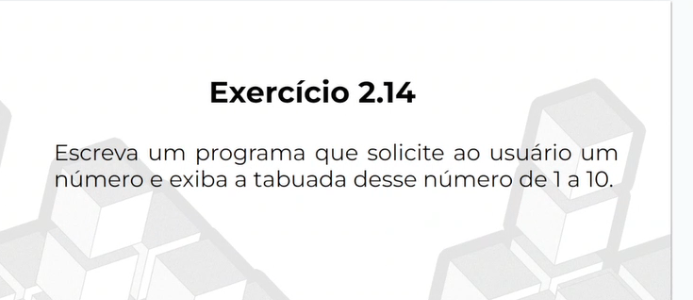 Exercício 2.14
Escreva um programa que solicite ao usuário um
número e exiba a tabuada desse número de 1 a 10.